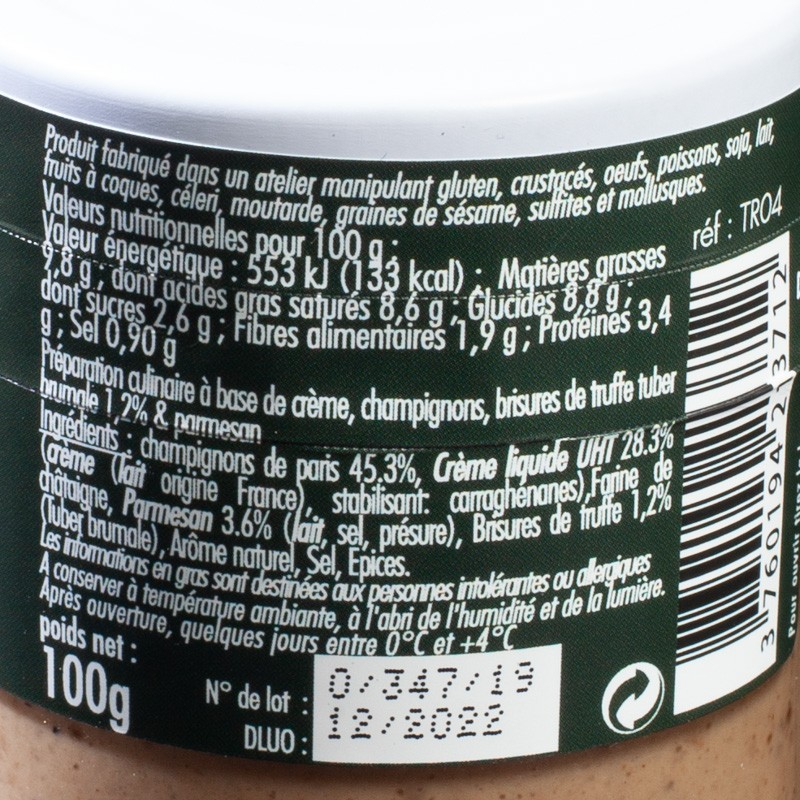 Produit fabriqué dans un atelier manipulant gluten, crustacés, oeufs, poissons, soja, lait,
fruits à coques, céleri, moutarde, graines de sésame, sulfites et mollusques.
Valeurs nutritionnelles pour 100 g :
Valeur énergétique : 553 kJ (133 kcal) ; Matières grasses
9,8 g ; dont acides gras saturés 8,6 g ; Glucides 8,8 g ;
dont sucres 2,6 g ; Fibres alimentaires 1,9 g ; Protéines 3,4
g ; Sel 0,90 g
réf : TR04
Préparation culinaire à base de crème, champignons, brisures de truffe tuber
brumale 1,2% & parmesan
Ingrédients : champignons de paris 45,3%, Crème liquide UHT 28.3%
(crème (lait origine France), stabilisant: carraghénanes), Farine de
châtaigne, Parmesan 3.6% (lait, sel, présure), Brisures de truffe 1,2%
(Tuber brumale), Arôme naturel, Sel, Epices.
Les informations en gras sont destinées aux personnes intolérantes ou allergiques
A conserver à température ambiante, à l'abri de l'humidité et de la lumière.
Après ouverture, quelques jours entre 0°C et +4°C
poids net :
100g
N° de lot : 0/347/19
DLUO : 12/2022
3 760194 213712
Pour ouvrir